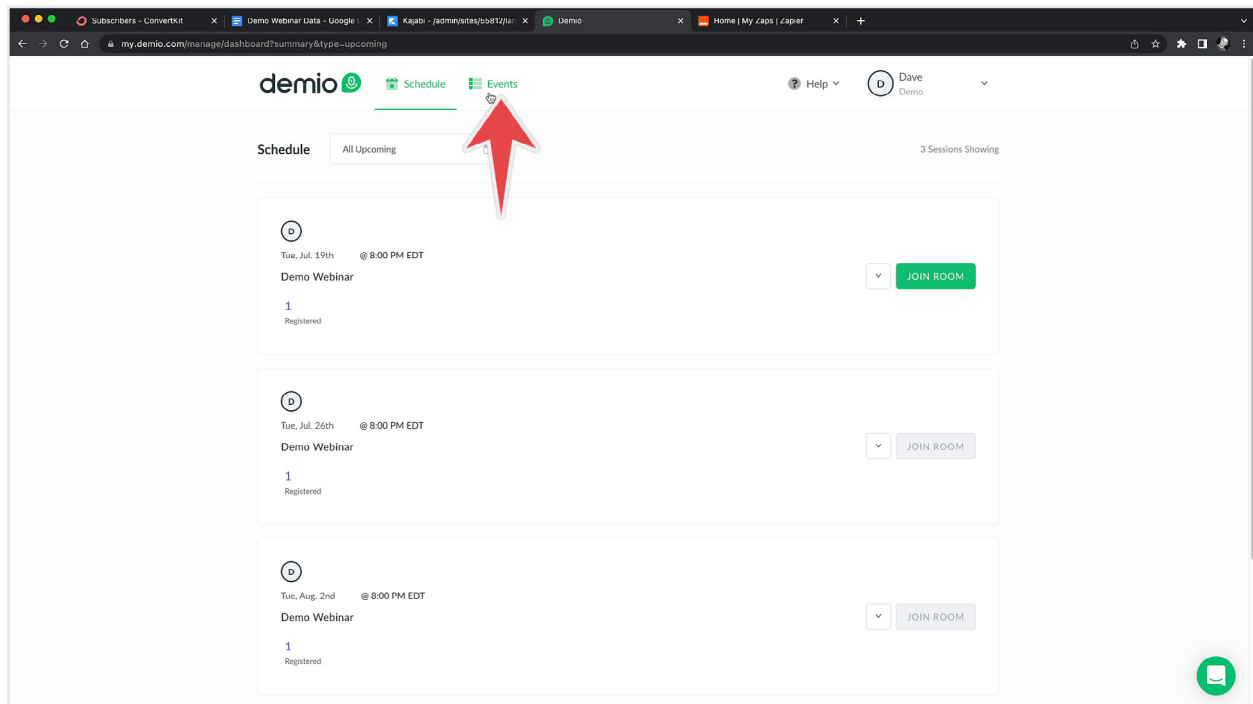 Subscribers - ConvertKit
Demo Webinar Data - Google
Kajabi - /admin/sites/55812/lan
Demio
Home | My Zaps | Zapier
my.demio.com/manage/dashboard?summary&type=upcoming
demio
Schedule
Events
Help
D
Dave
Demo
Schedule
All Upcoming
3 Sessions Showing
D
Tue, Jul. 19th @ 8:00 PM EDT
Demo Webinar
JOIN ROOM
1
Registered
D
Tue, Jul. 26th @ 8:00 PM EDT
Demo Webinar
JOIN ROOM
1
Registered
D
Tue, Aug. 2nd @ 8:00 PM EDT
Demo Webinar
JOIN ROOM
1
Registered